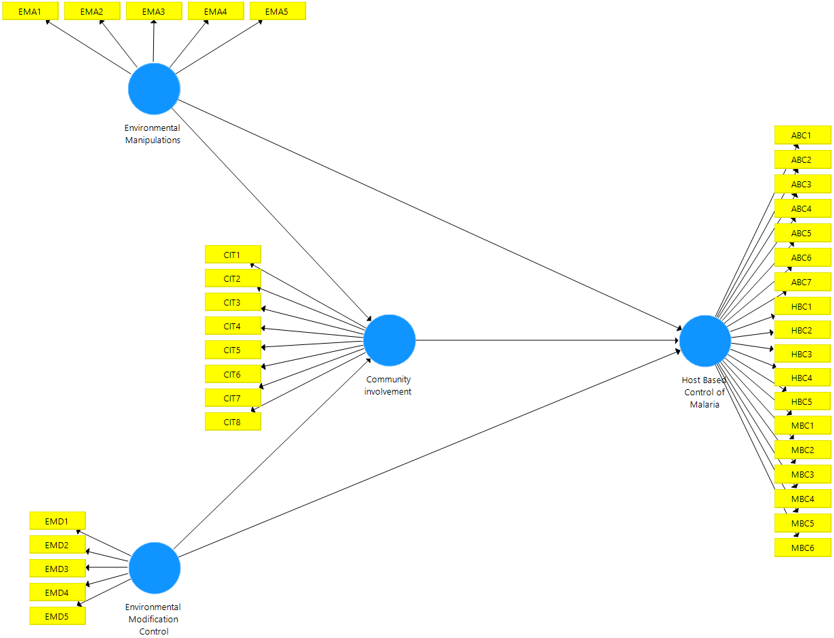 EMA1 EMA2 EMA3 EMA4 EMA5
Environmental
Manipulations
CIT1
CIT2
CIT3
CIT4
CIT5
CIT6
CIT7
CIT8
Community
involvement
EMD1
EMD2
EMD3
EMD4
EMD5
Environmental
Modification
Control
Host Based
Control of
Malaria
ABC1
ABC2
ABC3
ABC4
ABC5
ABC6
ABC7
HBC1
HBC2
HBC3
HBC4
HBC5
MBC1
MBC2
MBC3
MBC4
MBC5
MBC6